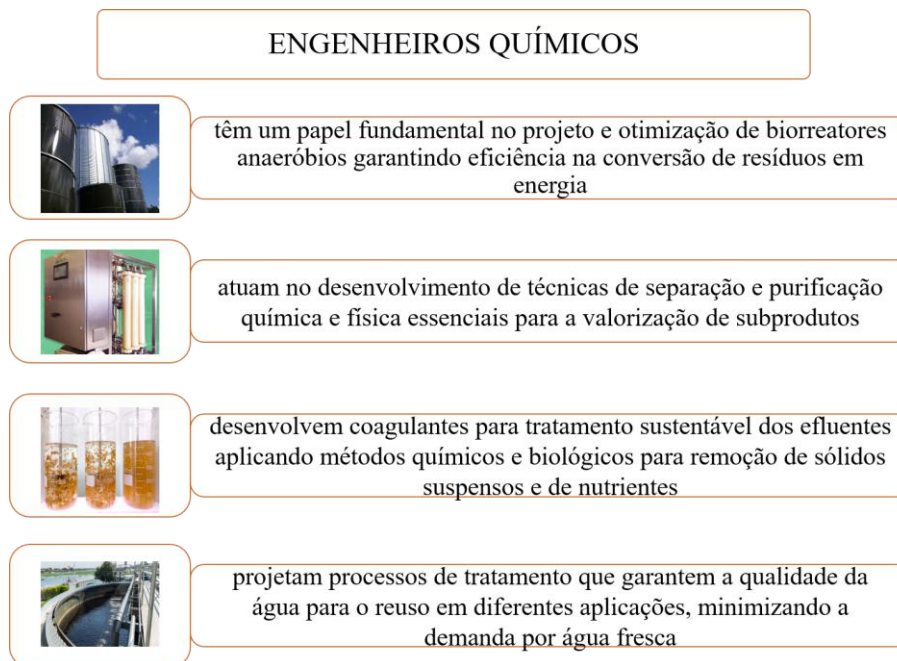 ENGENHEIROS QUÍMICOS
têm um papel fundamental no projeto e otimização de biorreatores
anaeróbios garantindo eficiência na conversão de resíduos em
energia
atuam no desenvolvimento de técnicas de separação e purificação
química e física essenciais para a valorização de subprodutos
desenvolvem coagulantes para tratamento sustentável dos efluentes
aplicando métodos químicos e biológicos para remoção de sólidos
suspensos e de nutrientes
projetam processos de tratamento que garantem a qualidade da
água para o reuso em diferentes aplicações, minimizando a
demanda por água fresca